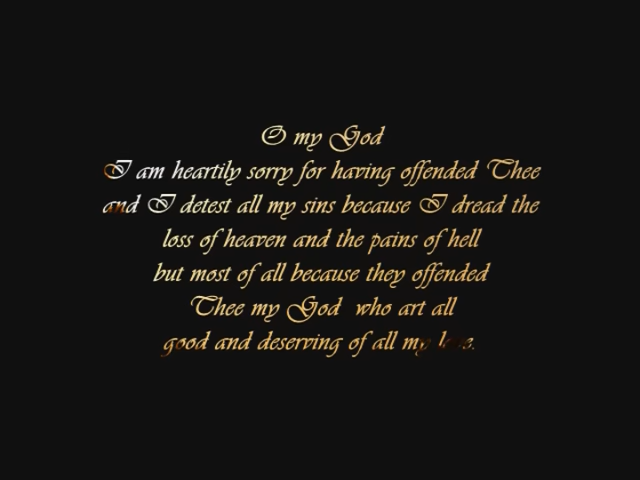 O my God
I am heartily sorry for having offended Thee
and I detest all my sins because I dread the
loss of heaven and the pains of hell
but most of all because they offended
Thee my God who art all
good and deserving of all my love.